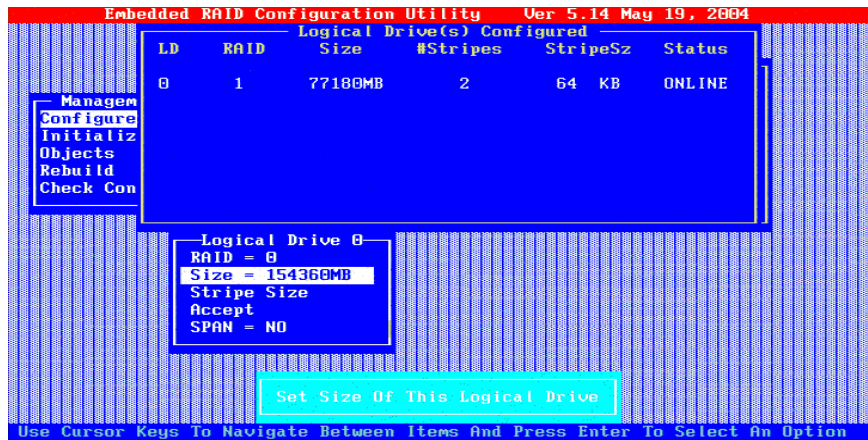 Embedded RAID Configuration Utility Ver 5.14 May 19, 2004
Logical Drive(s) Configured
LD RAID Size #Stripes StripeSz Status
0 1 77180MB 2 64 KB ONLINE
Managem
Configure
Initializ
Objects
Rebuild
Check Con
Logical Drive 0
RAID = 0
Size = 154360MB
Stripe Size
Accept
SPAN = NO
Set Size Of This Logical Drive
Use Cursor Keys To Navigate Between Items And Press Enter To Select An Option